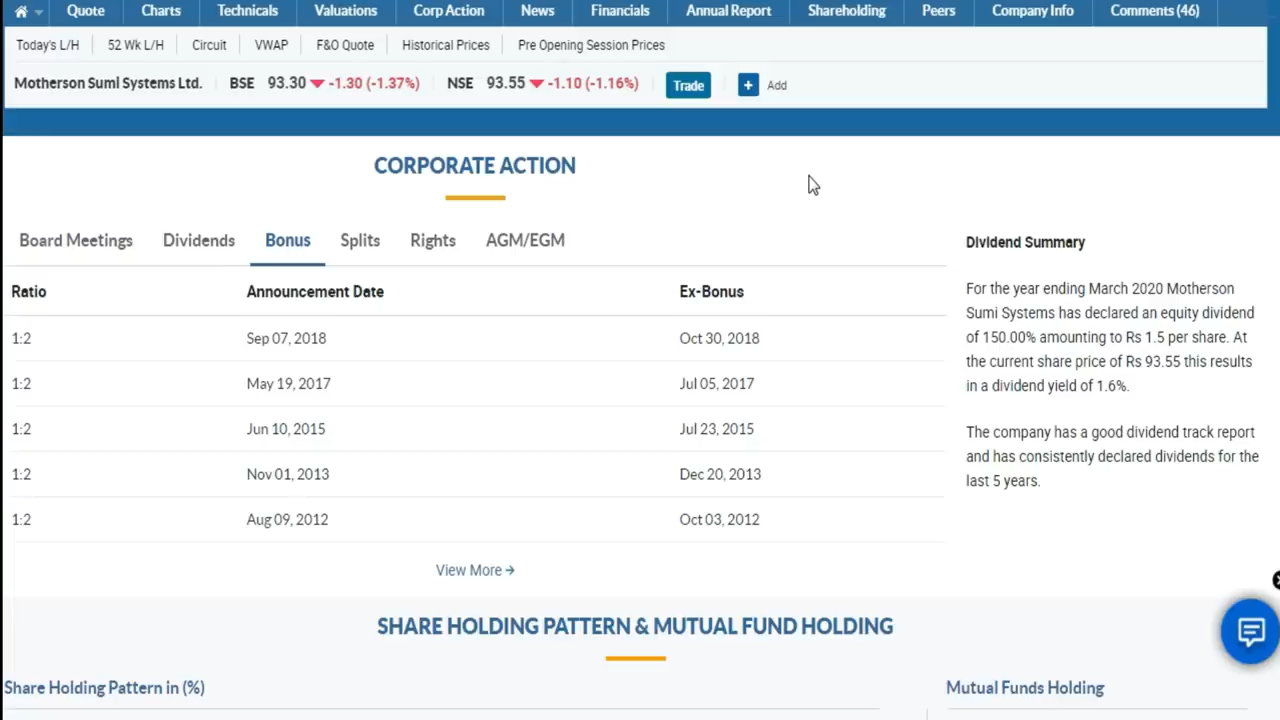 Quote Charts Technicals Valuations Corp Action News Financials Annual Report Shareholding Peers Company Info Comments (46)
Today's L/H 52 Wk L/H Circuit VWAP F&O Quote Historical Prices Pre Opening Session Prices
Motherson Sumi Systems Ltd. BSE 93.30 -1.30 (-1.37%) NSE 93.55 -1.10 (-1.16%) Trade + Add
CORPORATE ACTION
Board Meetings Dividends Bonus Splits Rights AGM/EGM
Ratio Announcement Date Ex-Bonus
1:2 Sep 07, 2018 Oct 30, 2018
1:2 May 19, 2017 Jul 05, 2017
1:2 Jun 10, 2015 Jul 23, 2015
1:2 Nov 01, 2013 Dec 20, 2013
1:2 Aug 09, 2012 Oct 03, 2012
View More
Dividend Summary
For the year ending March 2020 Motherson
Sumi Systems has declared an equity dividend
of 150.00% amounting to Rs 1.5 per share. At
the current share price of Rs 93.55 this results
in a dividend yield of 1.6%.
The company has a good dividend track report
and has consistently declared dividends for the
last 5 years.
SHARE HOLDING PATTERN & MUTUAL FUND HOLDING
Share Holding Pattern in (%) Mutual Funds Holding